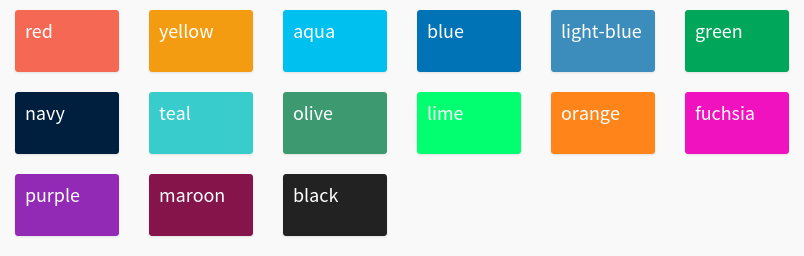 red
yellow
aqua
blue
light-blue
green
navy
teal
olive
lime
orange
fuchsia
purple
maroon
black